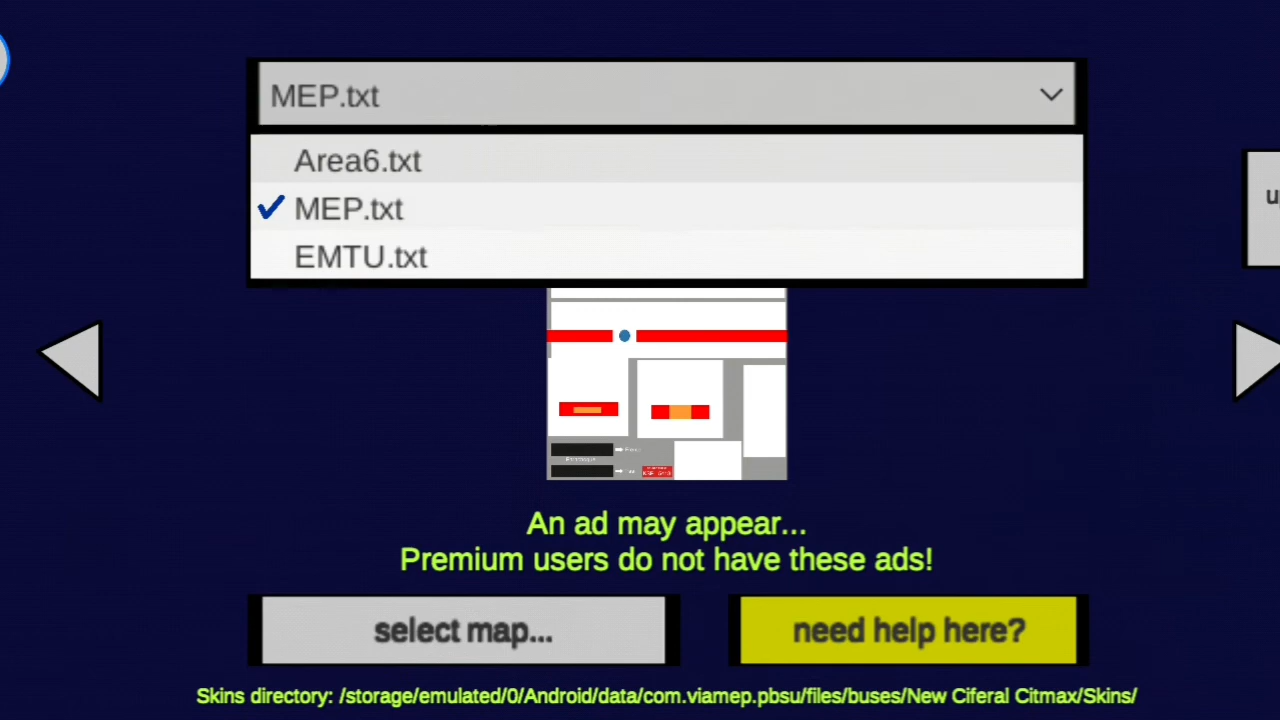 MEP.txt
Area6.txt
MEP.txt
EMTU.txt
An ad may appear...
Premium users do not have these ads!
select map...
need help here?
Skins directory: /storage/emulated/0/Android/data/com.viamep.pbsu/files/buses/New Ciferal Citmax/Skins/